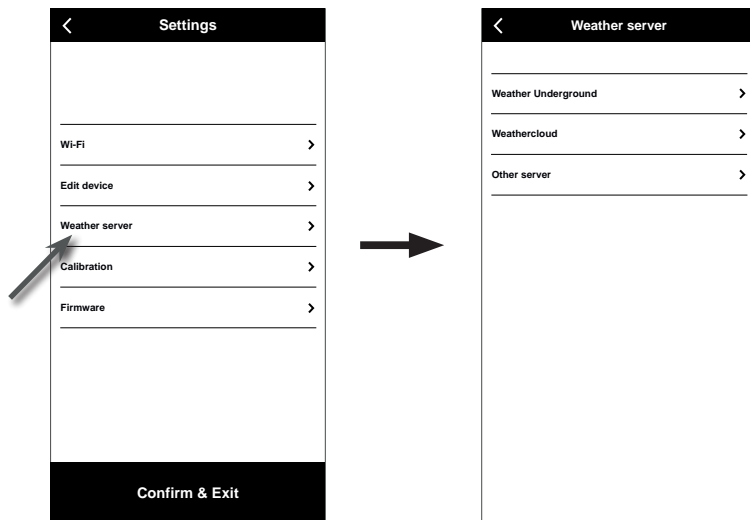 Settings
Wi-Fi
Edit device
Weather server
Calibration
Firmware
Confirm & Exit
Weather server
Weather Underground
Weathercloud
Other server